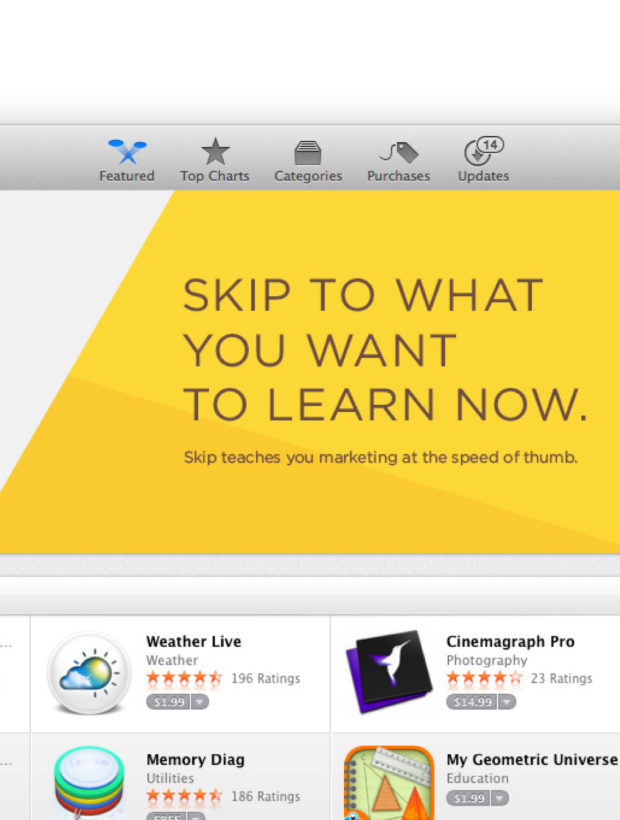 14
Featured Top Charts Categories Purchases Updates
SKIP TO WHAT
YOU WANT
TO LEARN NOW.
Skip teaches you marketing at the speed of thumb.
Weather Live
Weather
196 Ratings
$1.99
Cinemagraph Pro
Photography
23 Ratings
$14.99
Memory Diag
Utilities
186 Ratings
FREE
My Geometric Universe
Education
$1.99